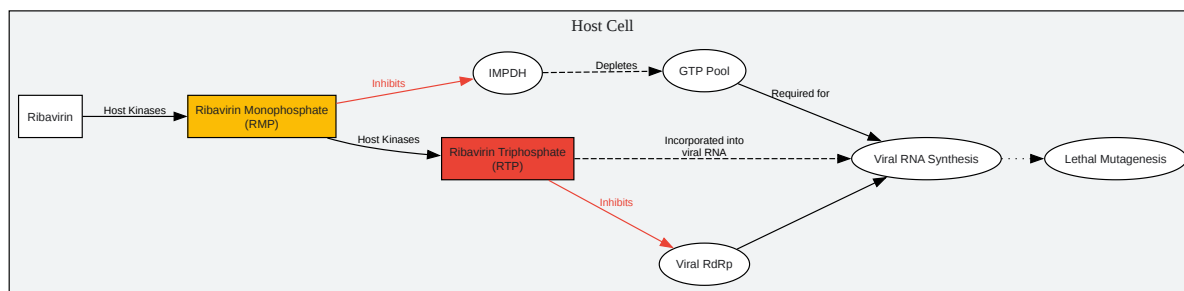 Host Cell
Ribavirin
Host Kinases
Ribavirin Monophosphate
(RMP)
Inhibits
IMPDH
Depletes
GTP Pool
Required for
Host Kinases
Ribavirin Triphosphate
(RTP)
Incorporated into
viral RNA
Viral RNA Synthesis
Lethal Mutagenesis
Inhibits
Viral RdRp